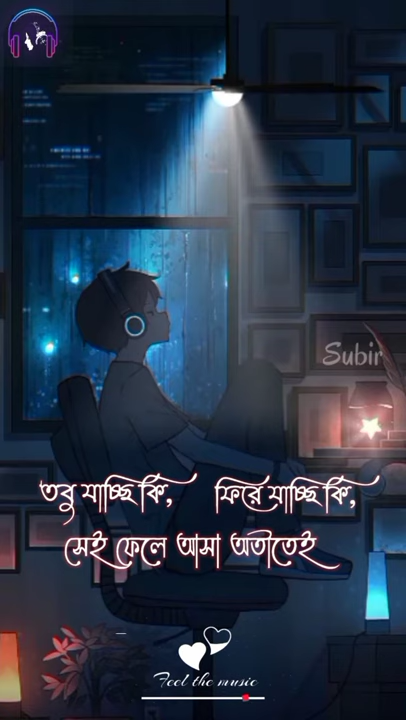 Subir
তবু যাচ্ছি কি, ফিরে যাচ্ছি কি,
সেই ফেলে আসা অতীতেই
Feel the music